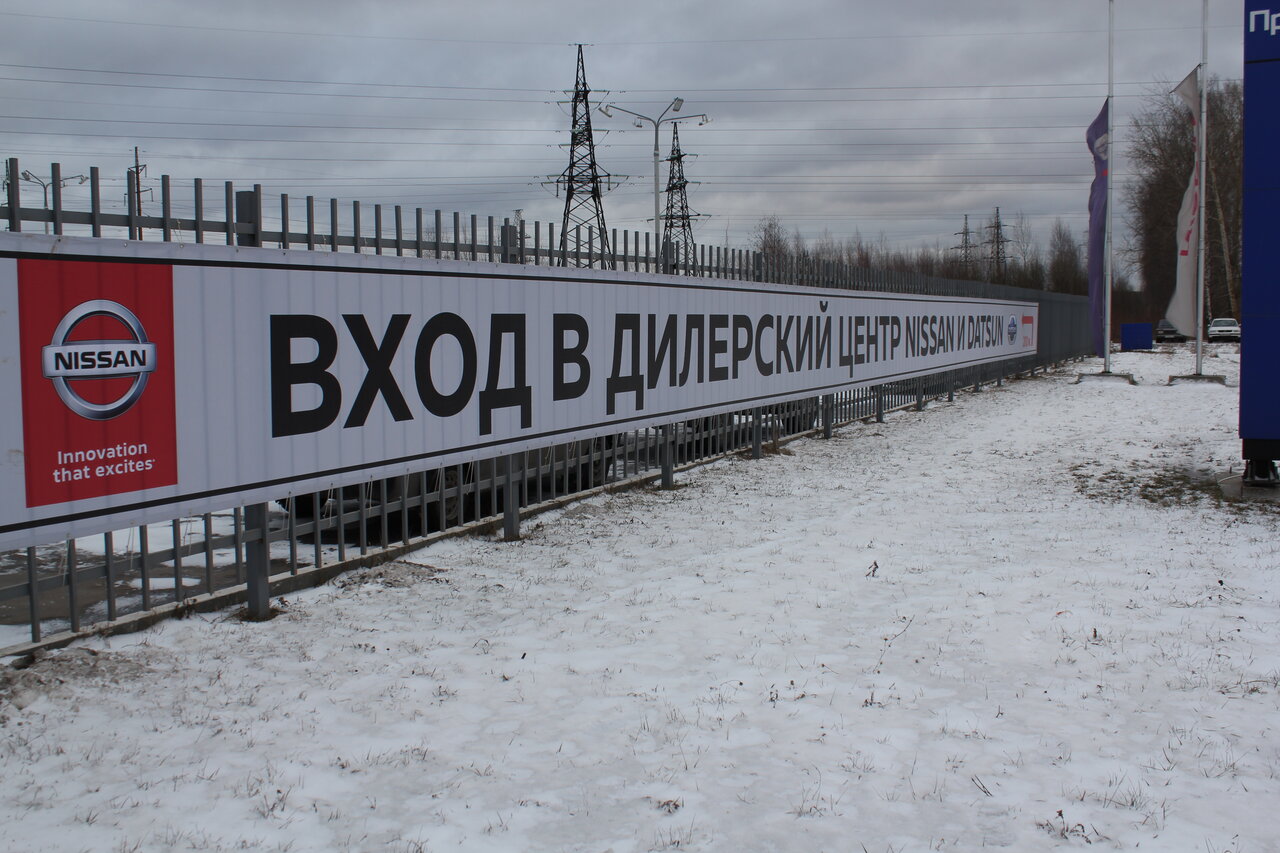 NISSAN
Innovation
that excites
ВХОД В ДИЛЕРСКИЙ ЦЕНТР NISSAN И DATSUN